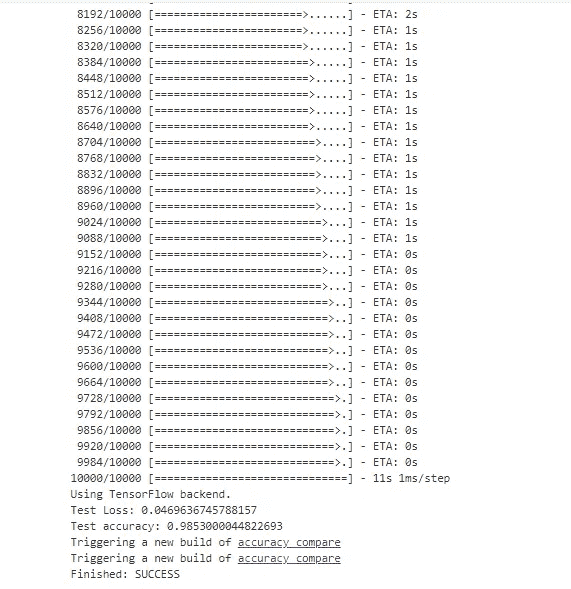 8192/10000 [=======================>......] - ETA: 2s
8256/10000 [=======================>......] - ETA: 1s
8320/10000 [=======================>......] - ETA: 1s
8384/10000 [========================>.....] - ETA: 1s
8448/10000 [========================>.....] - ETA: 1s
8512/10000 [========================>.....] - ETA: 1s
8576/10000 [========================>.....] - ETA: 1s
8640/10000 [========================>.....] - ETA: 1s
8704/10000 [=========================>....] - ETA: 1s
8768/10000 [=========================>....] - ETA: 1s
8832/10000 [=========================>....] - ETA: 1s
8896/10000 [=========================>....] - ETA: 1s
8960/10000 [=========================>....] - ETA: 1s
9024/10000 [==========================>...] - ETA: 1s
9088/10000 [==========================>...] - ETA: 1s
9152/10000 [==========================>...] - ETA: 0s
9216/10000 [==========================>...] - ETA: 0s
9280/10000 [==========================>...] - ETA: 0s
9344/10000 [===========================>..] - ETA: 0s
9408/10000 [===========================>..] - ETA: 0s
9472/10000 [===========================>..] - ETA: 0s
9536/10000 [===========================>..] - ETA: 0s
9600/10000 [===========================>..] - ETA: 0s
9664/10000 [===========================>..] - ETA: 0s
9728/10000 [============================>.] - ETA: 0s
9792/10000 [============================>.] - ETA: 0s
9856/10000 [============================>.] - ETA: 0s
9920/10000 [============================>.] - ETA: 0s
9984/10000 [============================>.] - ETA: 0s
10000/10000 [==============================] - 11s 1ms/step
Using TensorFlow backend.
Test Loss: 0.0469636745788157
Test accuracy: 0.9853000044822693
Triggering a new build of accuracy compare
Triggering a new build of accuracy compare
Finished: SUCCESS